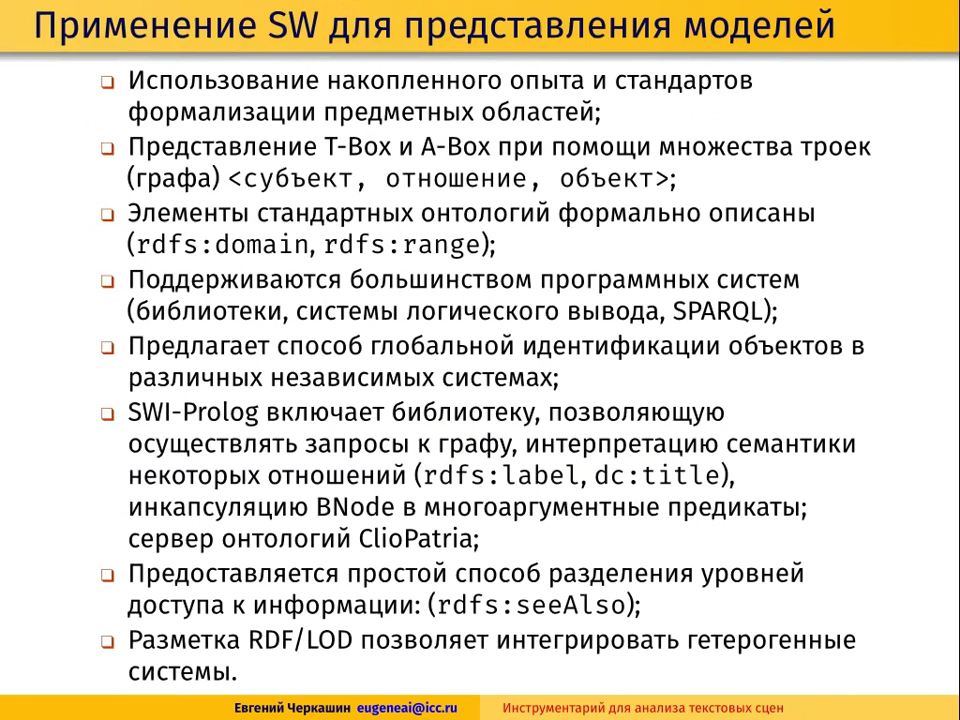 Применение SW для представления моделей
Использование накопленного опыта и стандартов
формализации предметных областей;
Представление T-Box и A-Box при помощи множества троек
(графа) <субъект, отношение, объект>;
Элементы стандартных онтологий формально описаны
(rdfs:domain, rdfs:range);
Поддерживаются большинством программных систем
(библиотеки, системы логического вывода, SPARQL);
Предлагает способ глобальной идентификации объектов в
различных независимых системах;
SWI-Prolog включает библиотеку, позволяющую
осуществлять запросы к графу, интерпретацию семантики
некоторых отношений (rdfs:label, dc:title),
инкапсуляцию BNode в многоаргументные предикаты;
сервер онтологий ClioPatria;
Предоставляется простой способ разделения уровней
доступа к информации: (rdfs:seeAlso);
Разметка RDF/LOD позволяет интегрировать гетерогенные
системы.
Евгений Черкашин eugeneai@icc.ru Инструментарий для анализа текстовых сцен